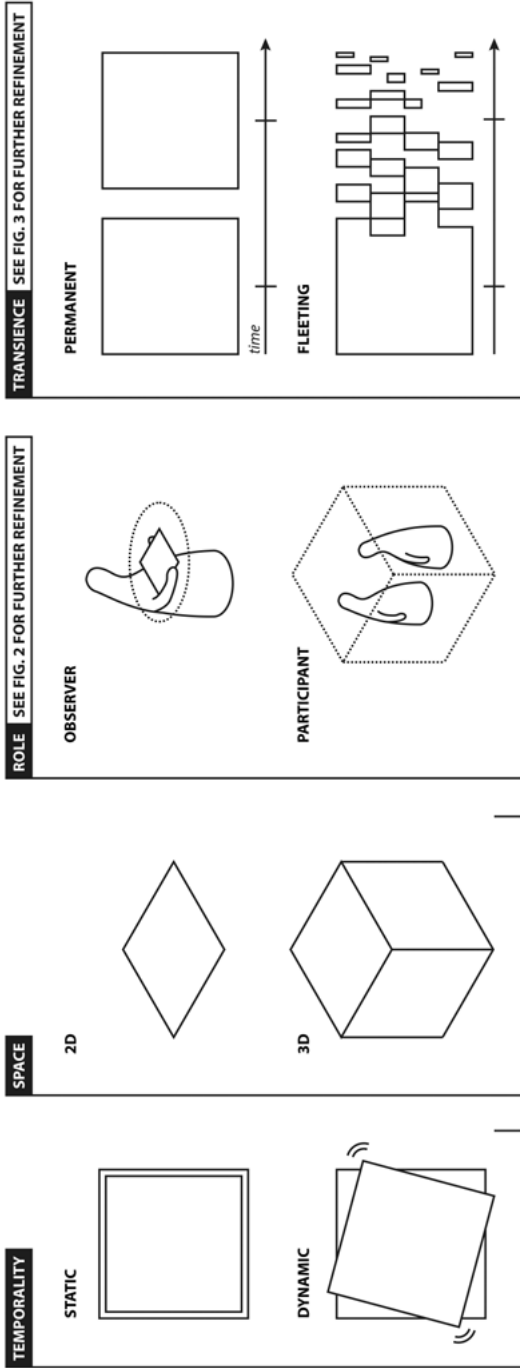 TEMPORALITY
STATIC
DYNAMIC
SPACE
2D
3D
ROLE SEE FIG. 2 FOR FURTHER REFINEMENT
OBSERVER
PARTICIPANT
TRANSIENCE SEE FIG. 3 FOR FURTHER REFINEMENT
PERMANENT
time
FLEETING